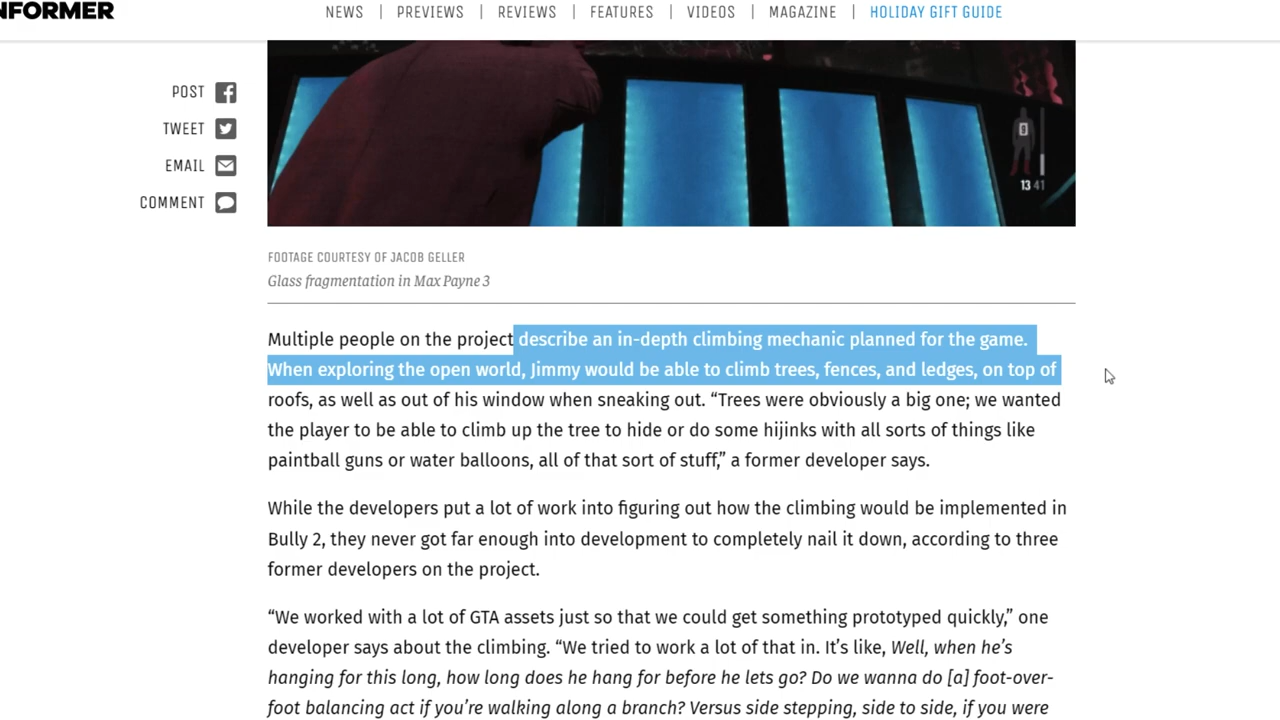 NFORMER
NEWS | PREVIEWS | REVIEWS | FEATURES | VIDEOS | MAGAZINE | HOLIDAY GIFT GUIDE
POST
TWEET
EMAIL
COMMENT
13 41
FOOTAGE COURTESY OF JACOB GELLER
Glass fragmentation in Max Payne 3
Multiple people on the project describe an in-depth climbing mechanic planned for the game.
When exploring the open world, Jimmy would be able to climb trees, fences, and ledges, on top of
roofs, as well as out of his window when sneaking out. “Trees were obviously a big one; we wanted
the player to be able to climb up the tree to hide or do some hijinks with all sorts of things like
paintball guns or water balloons, all of that sort of stuff,” a former developer says.
While the developers put a lot of work into figuring out how the climbing would be implemented in
Bully 2, they never got far enough into development to completely nail it down, according to three
former developers on the project.
“We worked with a lot of GTA assets just so that we could get something prototyped quickly,” one
developer says about the climbing. “We tried to work a lot of that in. It’s like, Well, when he’s
hanging for this long, how long does he hang for before he lets go? Do we wanna do [a] foot-over-
foot balancing act if you’re walking along a branch? Versus side stepping, side to side, if you were